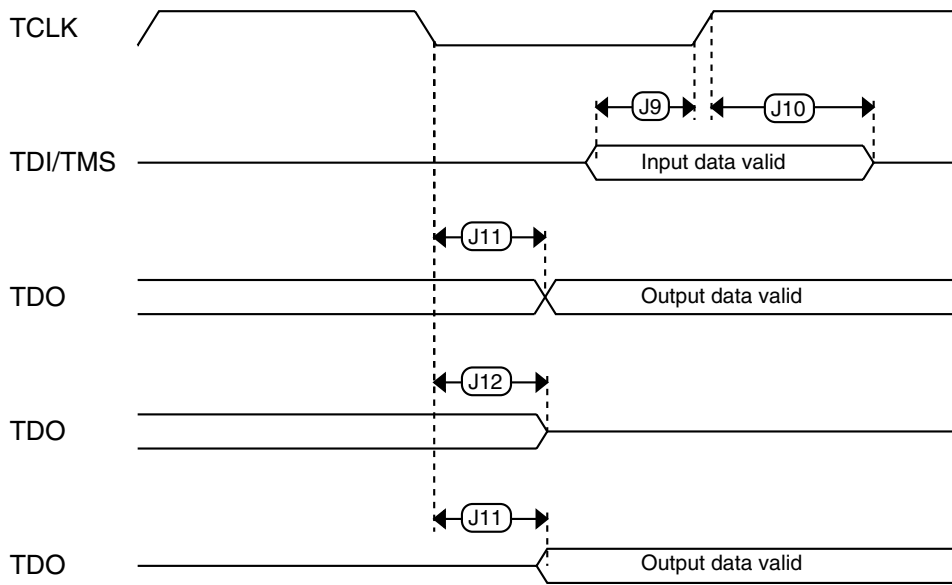 TCLK
J9
J10
TDI/TMS
Input data valid
J11
TDO
Output data valid
J12
TDO
J11
TDO
Output data valid